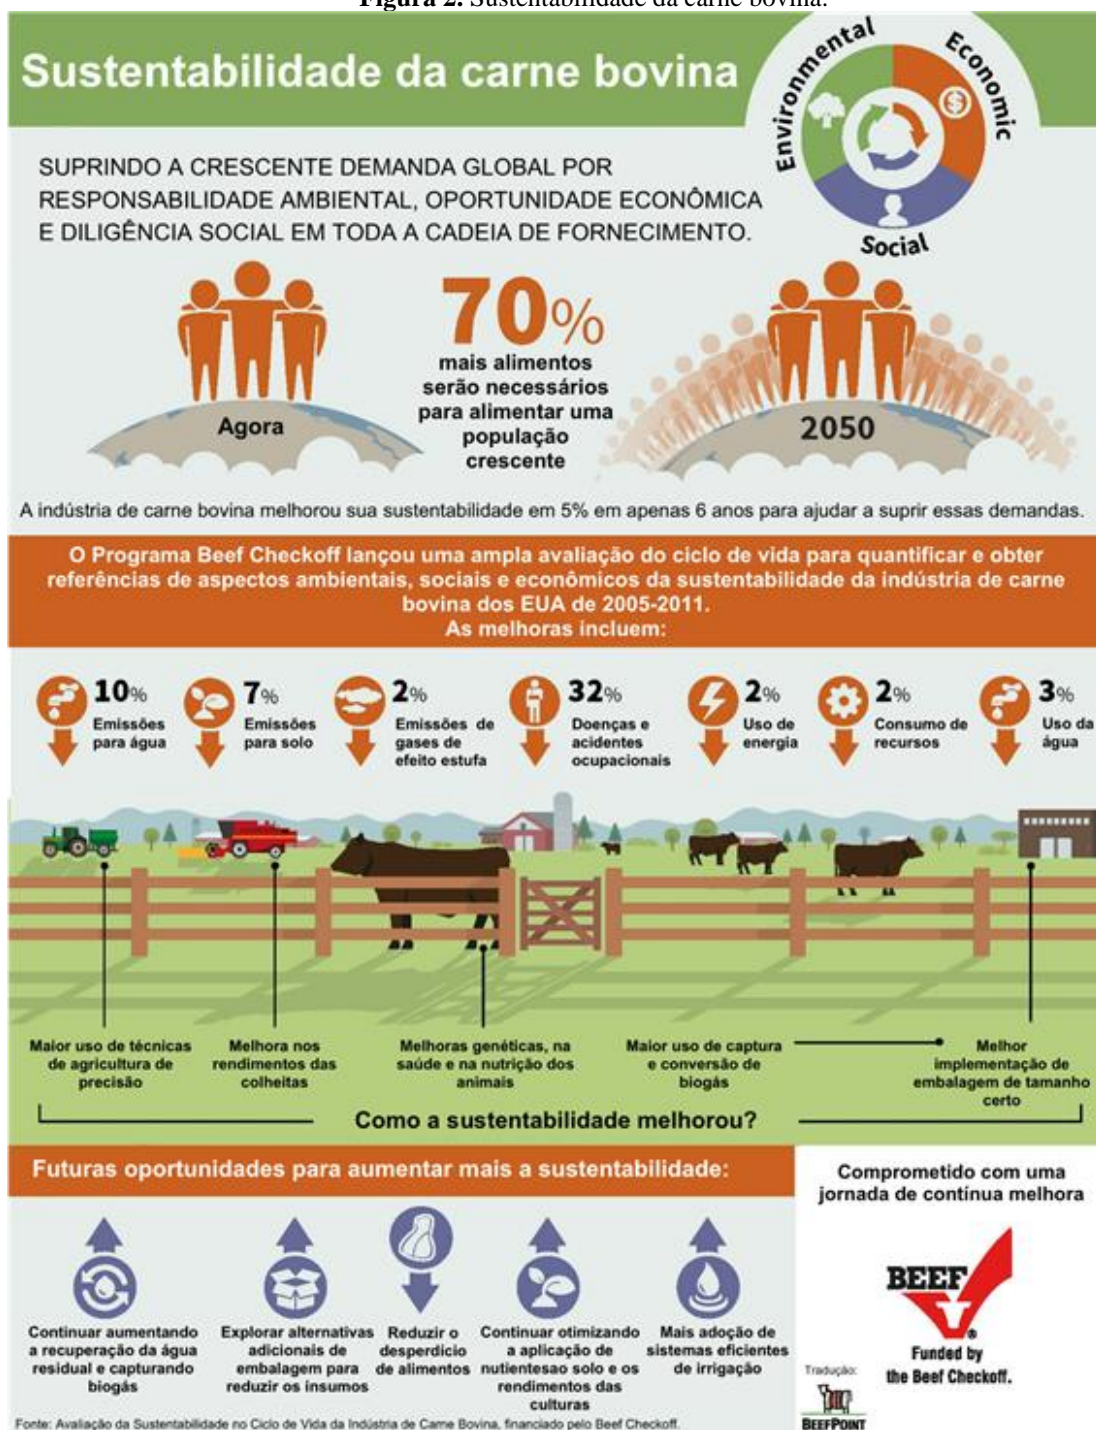 Figura 2. Sustentabilidade da carne bovina.
Sustentabilidade da carne bovina
Environmental
Economic
Social
SUPRINDO A CRESCENTE DEMANDA GLOBAL POR
RESPONSABILIDADE AMBIENTAL, OPORTUNIDADE ECONÔMICA
E DILIGÊNCIA SOCIAL EM TODA A CADEIA DE FORNECIMENTO.
Agora
70%
mais alimentos
serão necessários
para alimentar uma
população
crescente
2050
A indústria de carne bovina melhorou sua sustentabilidade em 5% em apenas 6 anos para ajudar a suprir essas demandas.
O Programa Beef Checkoff lançou uma ampla avaliação do ciclo de vida para quantificar e obter
referências de aspectos ambientais, sociais e econômicos da sustentabilidade da indústria de carne
bovina dos EUA de 2005-2011.
As melhoras incluem:
10%
Emissões
para água
7%
Emissões
para solo
2%
Emissões de
gases de
efeito estufa
32%
Doenças e
acidentes
ocupacionais
2%
Uso de
energia
2%
Consumo de
recursos
3%
Uso da
água
Maior uso de técnicas
de agricultura de
precisão
Melhora nos
rendimentos das
colheitas
Melhoras genéticas, na
saúde e na nutrição dos
animais
Maior uso de captura
e conversão de
biogás
Melhor
implementação de
embalagem de tamanho
certo
Como a sustentabilidade melhorou?
Futuras oportunidades para aumentar mais a sustentabilidade:
Continuar aumentando
a recuperação da água
residual e capturando
biogás
Explorar alternativas
adicionais de
embalagem para
reduzir os insumos
Reduzir o
desperdício
de alimentos
Continuar otimizando
a aplicação de
nutientesao solo e os
rendimentos das
culturas
Mais adoção de
sistemas eficientes
de irrigação
Comprometido com uma
jornada de contínua melhora
BEEF
®
Funded by
the Beef Checkoff.
Tradução:
BEEFPOINT
Fonte: Avaliação da Sustentabilidade no Ciclo de Vida da Indústria de Carne Bovina, financiado pelo Beef Checkoff.